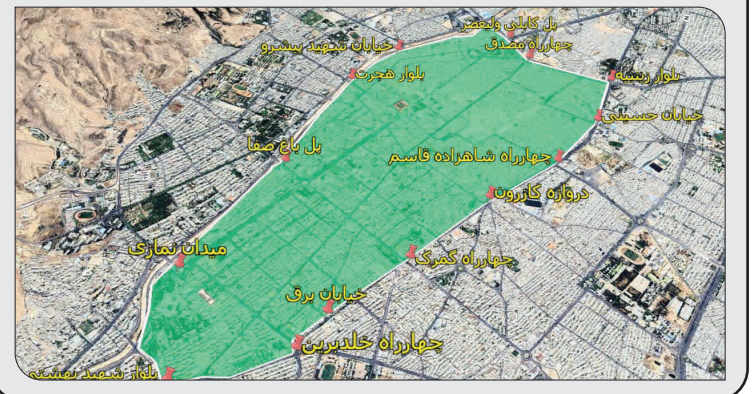 پل کابلی ولیعصر
خیابان شهید پیشرو
چهارراه مصدق
بلوار هجرت
بلوار زینبیه
خیابان حسینی
پل باغ صفا
چهارراه شاهزاده قاسم
دروازه کازرون
میدان نمازی
چهارراه گمرک
خیابان برق
چهارراه خلدبرین
بلوار شهید بهشتی